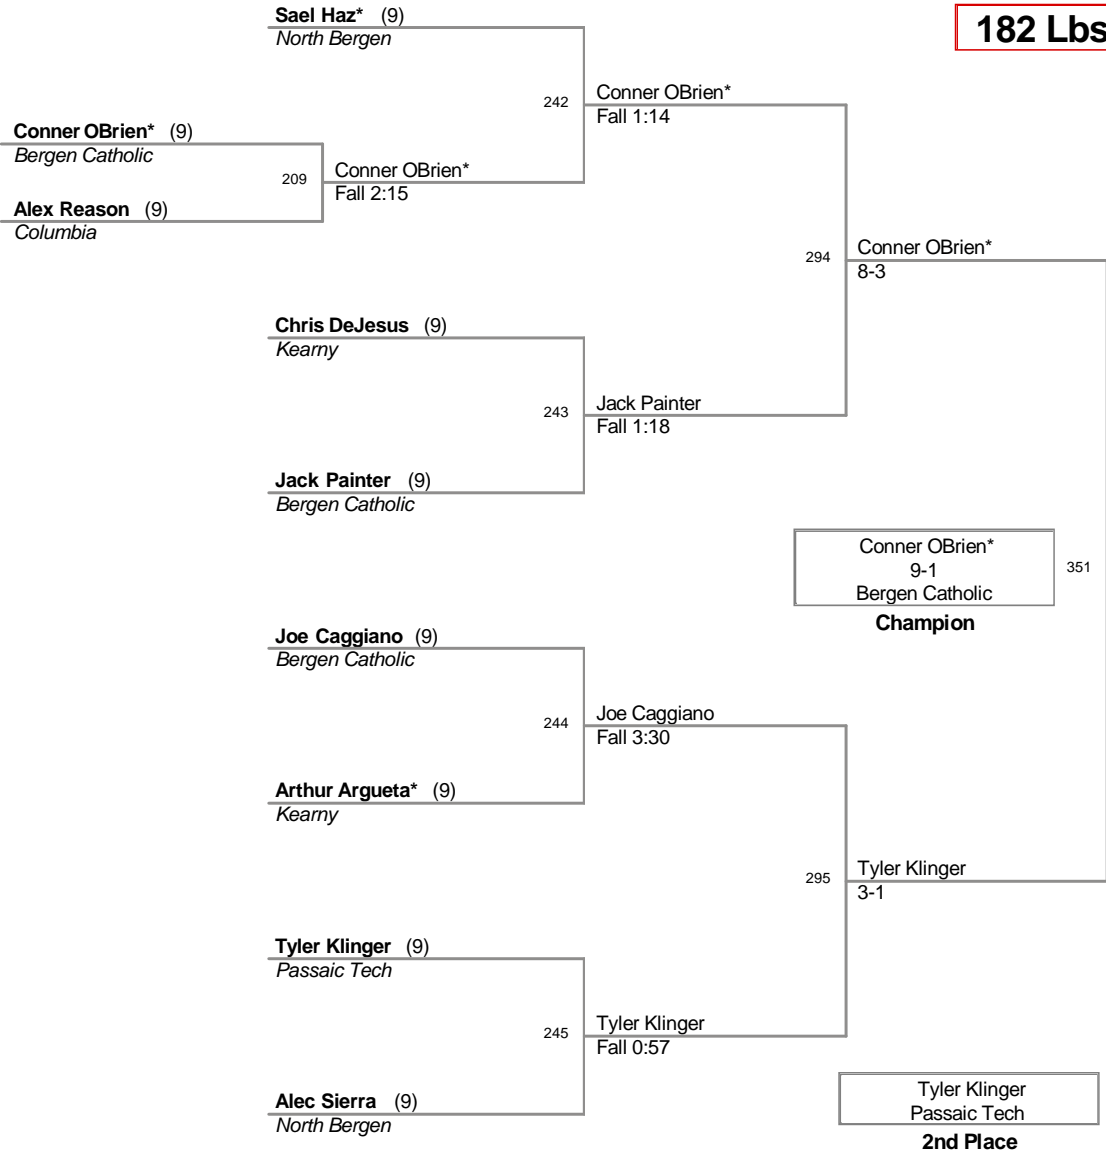 Sael Haz* (9)
North Bergen
182 Lbs
242
Conner OBrien*
Fall 1:14
Conner OBrien* (9)
Bergen Catholic
209
Conner OBrien*
Fall 2:15
Alex Reason (9)
Columbia
294
Conner OBrien*
8-3
Chris DeJesus (9)
Kearny
243
Jack Painter
Fall 1:18
Jack Painter (9)
Bergen Catholic
Conner OBrien*
9-1
Bergen Catholic
351
Champion
Joe Caggiano (9)
Bergen Catholic
244
Joe Caggiano
Fall 3:30
Arthur Argueta* (9)
Kearny
295
Tyler Klinger
3-1
Tyler Klinger (9)
Passaic Tech
245
Tyler Klinger
Fall 0:57
Alec Sierra (9)
North Bergen
Tyler Klinger
Passaic Tech
2nd Place